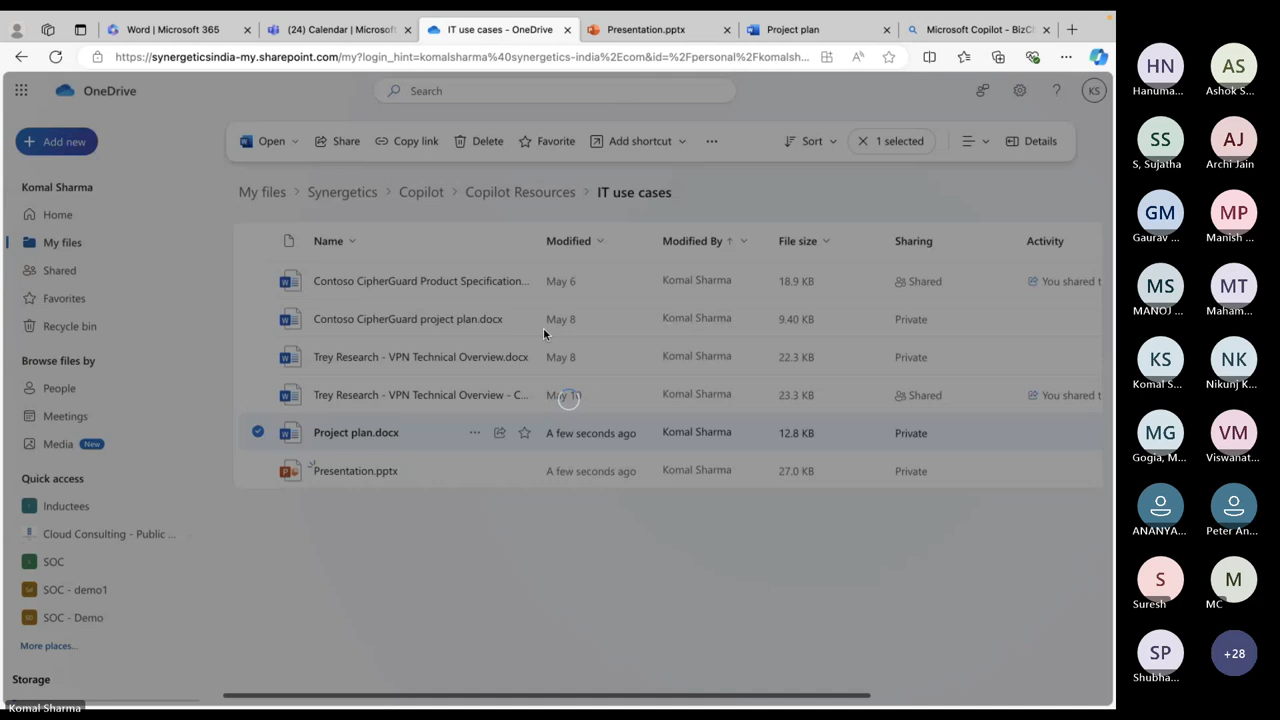 Word | Microsoft 365
(24) Calendar | Microsof
IT use cases - OneDrive
Presentation.pptx
Project plan
Microsoft Copilot - BizC
https://synergeticsindia-my.sharepoint.com/my?login_hint=komalsharma%40synergetics-india%2Ecom&id=%2Fpersonal%2Fkomalsh...
OneDrive
Search
KS
Add new
Open
Share
Copy link
Delete
Favorite
Add shortcut
Sort
1 selected
Details
Komal Sharma
Home
My files
Shared
Favorites
Recycle bin
Browse files by
People
Meetings
Media New
Quick access
Inductees
Cloud Consulting - Public ...
SOC
SOC - demo1
SOC - Demo
More places...
Storage
Komal Sharma
My files > Synergetics > Copilot > Copilot Resources > IT use cases
Name Modified Modified By File size Sharing Activity
Contoso CipherGuard Product Specification... May 6 Komal Sharma 18.9 KB Shared You shared t
Contoso CipherGuard project plan.docx May 8 Komal Sharma 9.40 KB Private
Trey Research - VPN Technical Overview.docx May 8 Komal Sharma 22.3 KB Private
Trey Research - VPN Technical Overview - C... May 10 Komal Sharma 23.3 KB Shared You shared t
Project plan.docx A few seconds ago Komal Sharma 12.8 KB Private
Presentation.pptx A few seconds ago Komal Sharma 27.0 KB Private
HN AS
Hanuma... Ashok S...
SS AJ
S, Sujatha Archi Jain
GM MP
Gaurav ... Manish ...
MS MT
MANOJ ... Maham...
KS NK
Komal S... Nikunj K...
MG VM
Gogia, M... Viswanat...
ANANYA... Peter An...
S M
Suresh MC
SP +28
Shubha...